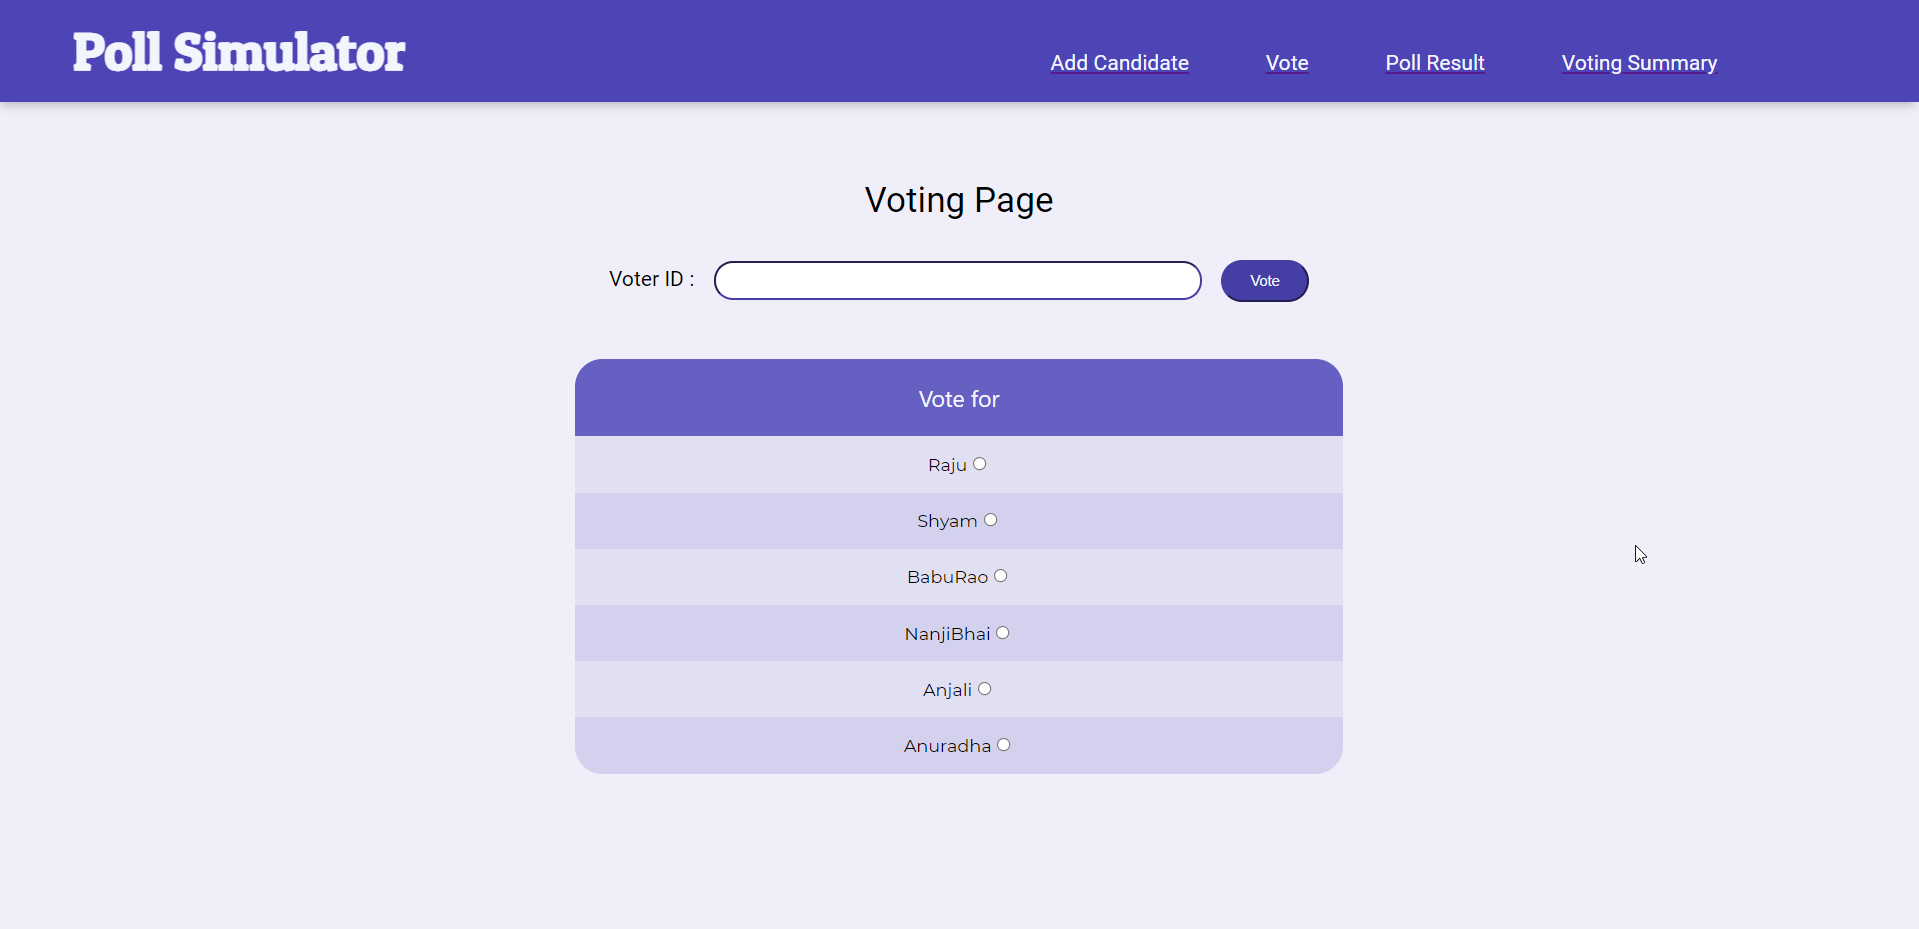 Poll Simulator
Add Candidate Vote Poll Result Voting Summary
Voting Page
Voter ID : Vote
Vote for
Raju
Shyam
BabuRao
NanjiBhai
Anjali
Anuradha